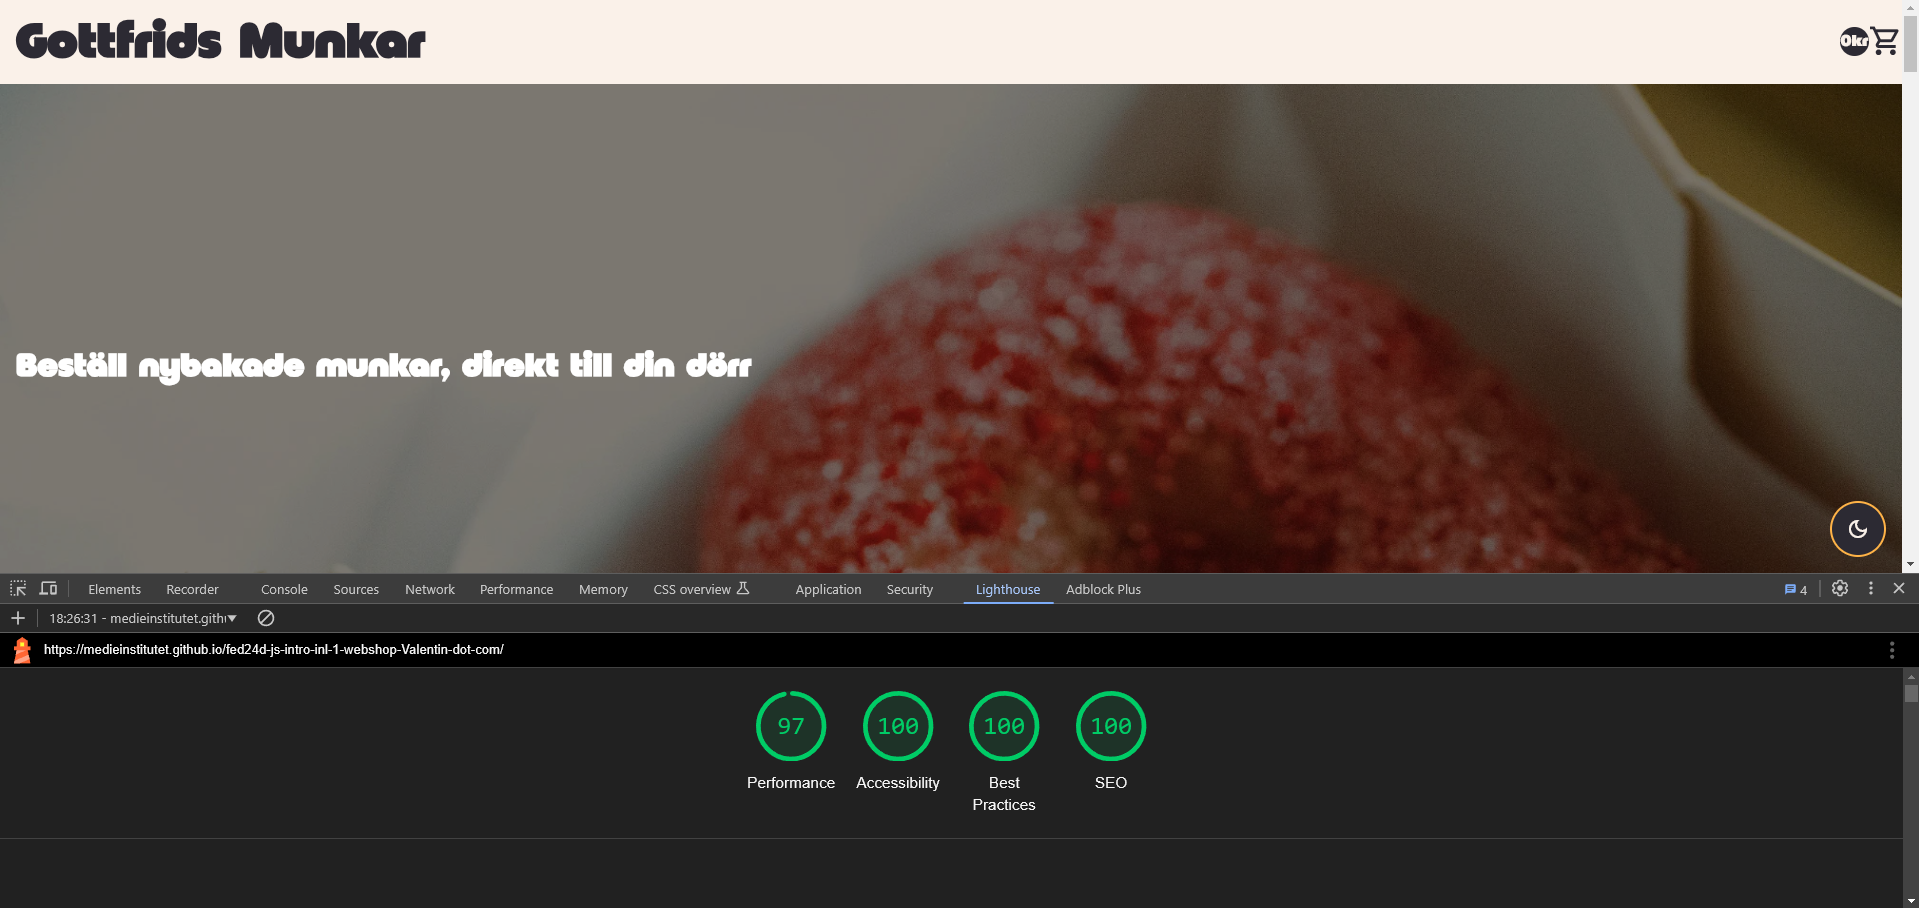 Gottfrids Munkar
0kr
Beställ nybakade munkar, direkt till din dörr
Elements Recorder Console Sources Network Performance Memory CSS overview Application Security Lighthouse Adblock Plus 4
18:26:31 - medieinstitutet.gith
https://medieinstitutet.github.io/fed24d-js-intro-inl-1-webshop-Valentin-dot-com/
97 100 100 100
Performance Accessibility Best Practices SEO